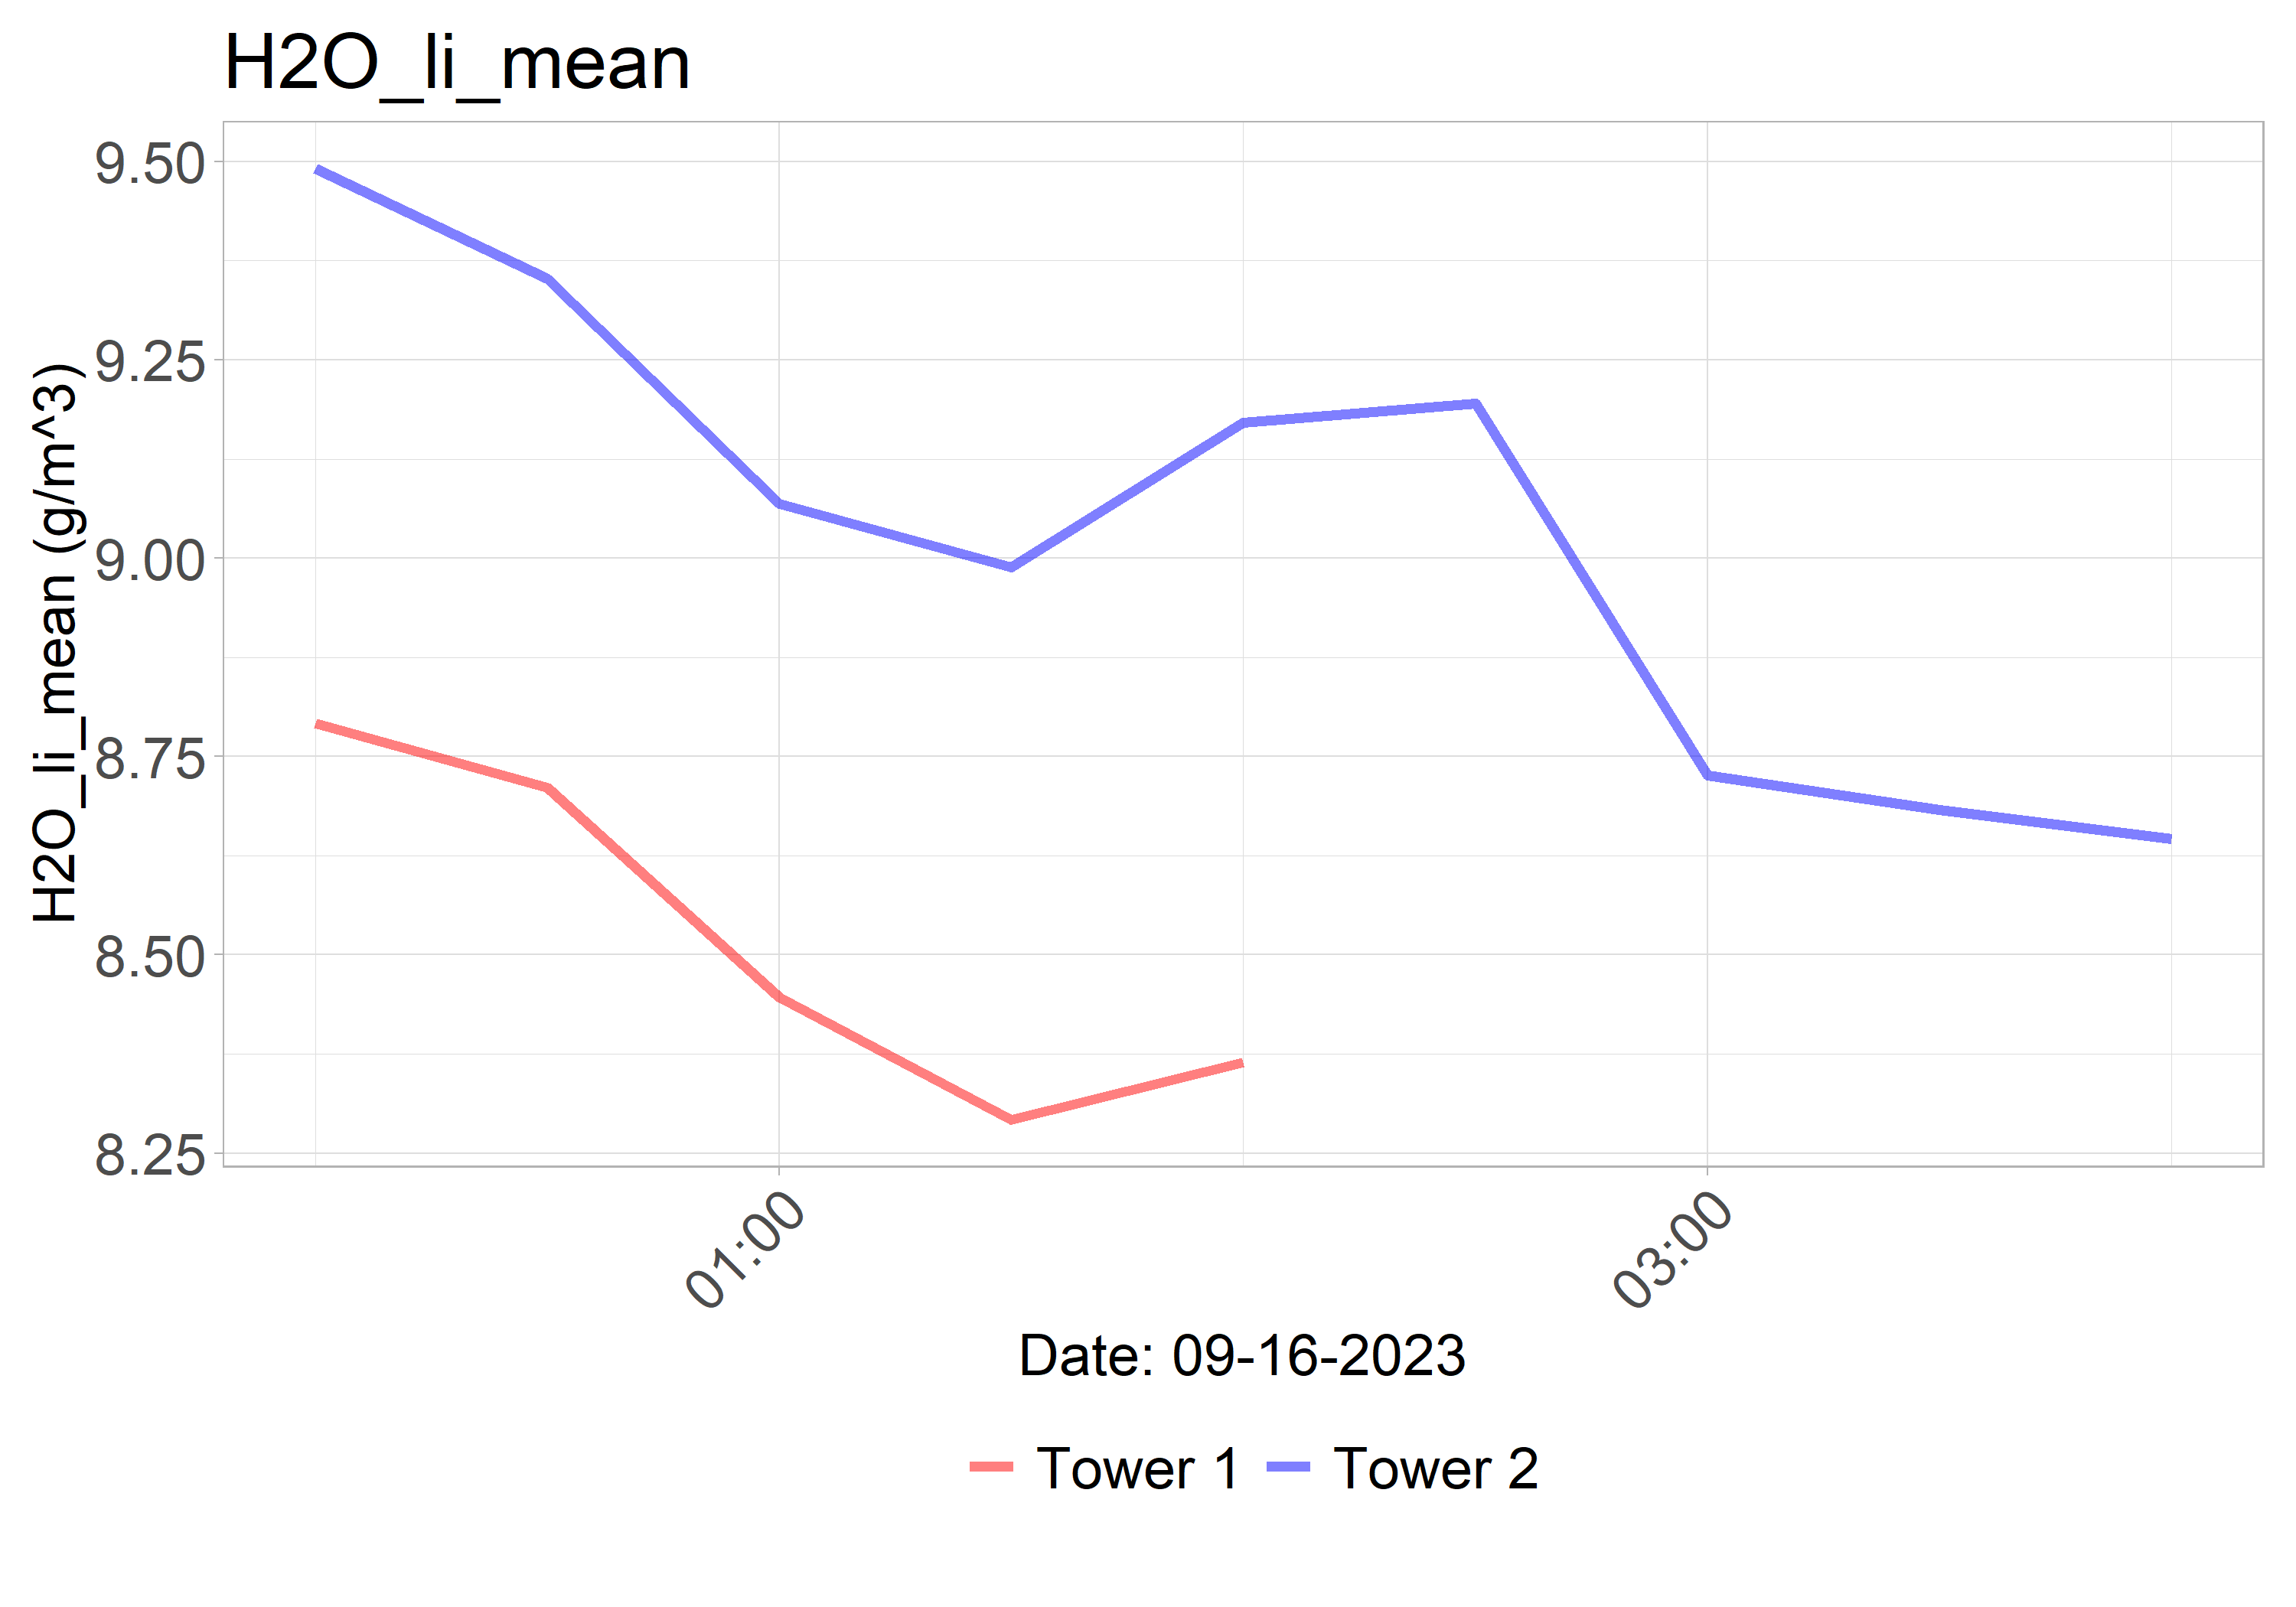 H2O_li_mean
H2O_li_mean (g/m^3)
9.50
9.25
9.00
8.75
8.50
8.25
01:00
03:00
Date: 09-16-2023
Tower 1
Tower 2